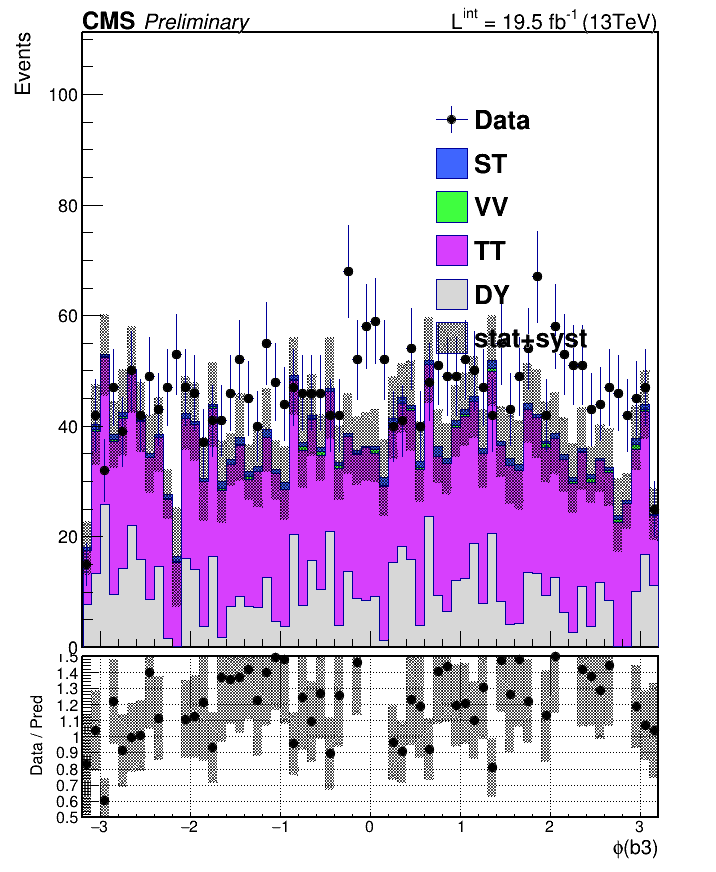 CMS Preliminary
L^int = 19.5 fb^-1 (13TeV)
Events
100
80
60
40
20
0
Data
ST
VV
TT
DY
stat+syst
Data / Pred
1.5
1.4
1.3
1.2
1.1
1
0.9
0.8
0.7
0.6
0.5
−3 −2 −1 0 1 2 3
ϕ(b3)